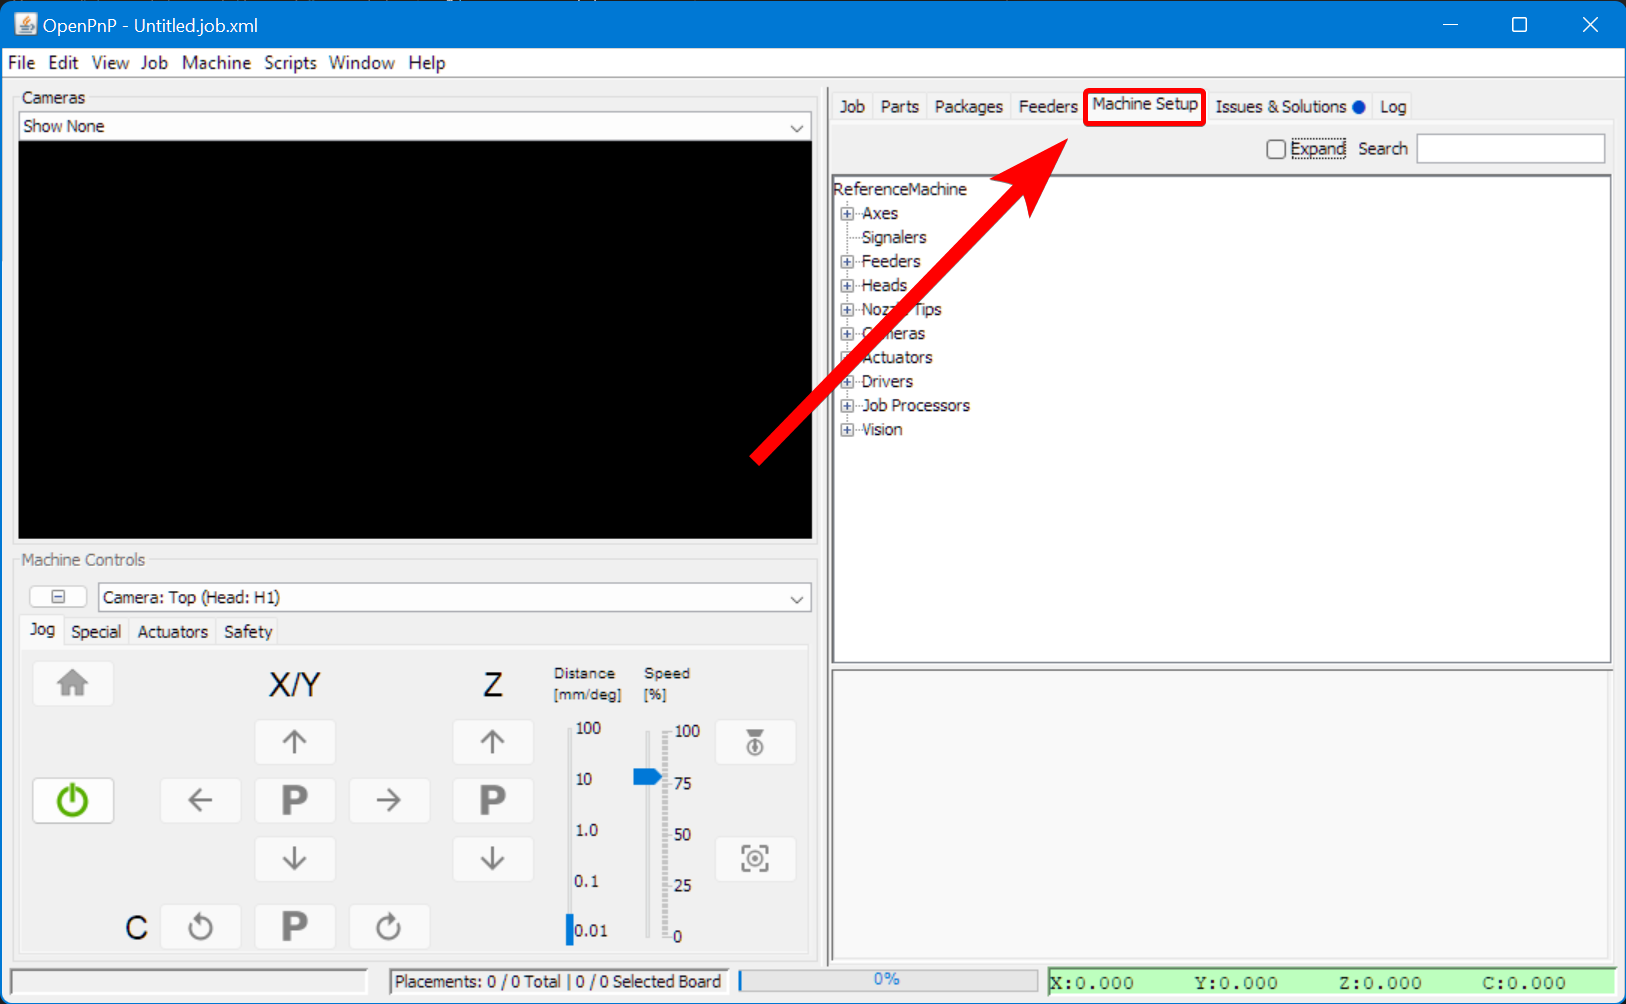 OpenPnP - Untitled.job.xml
File Edit View Job Machine Scripts Window Help
Cameras
Show None
Machine Controls
Camera: Top (Head: H1)
Jog Special Actuators Safety
X/Y Z
Distance [mm/deg]
Speed [%]
100
10
1.0
0.1
0.01
100
75
50
25
0
P P
C P
Job Parts Packages Feeders Machine Setup Issues & Solutions Log
Expand Search
ReferenceMachine
Axes
Signalers
Feeders
Heads
Nozzle Tips
Cameras
Actuators
Drivers
Job Processors
Vision
Placements: 0 / 0 Total | 0 / 0 Selected Board
0%
X:0.000 Y:0.000 Z:0.000 C:0.000